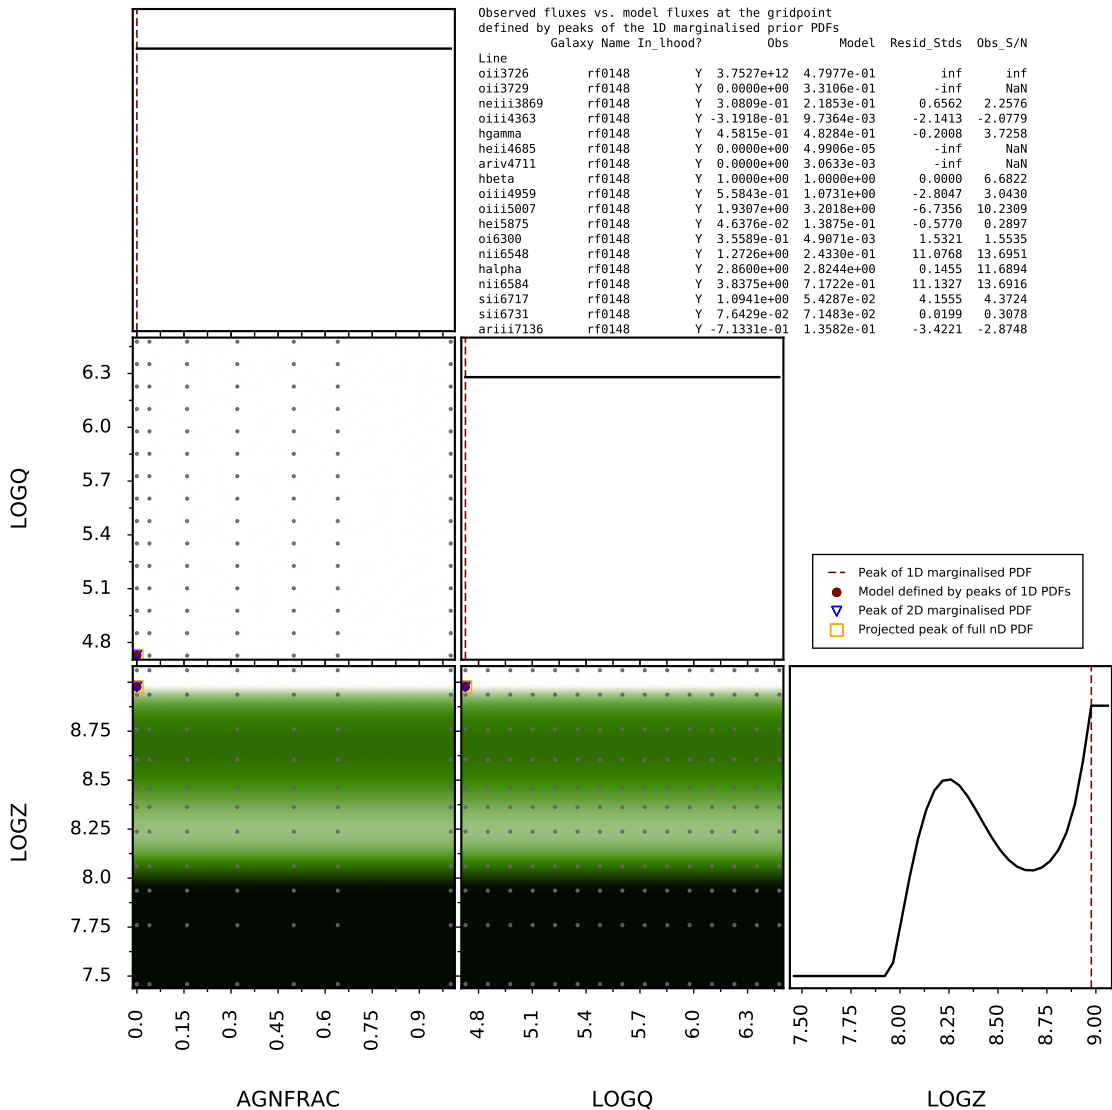 Observed fluxes vs. model fluxes at the gridpoint
defined by peaks of the 1D marginalised prior PDFs
Galaxy Name In_lhood? Obs Model Resid_Stds Obs_S/N
Line
oii3726 rf0148 Y 3.7527e+12 4.7977e-01 inf inf
oii3729 rf0148 Y 0.0000e+00 3.3106e-01 -inf NaN
neiii3869 rf0148 Y 3.0809e-01 2.1853e-01 0.6562 2.2576
oiii4363 rf0148 Y -3.1918e-01 9.7364e-03 -2.1413 -2.0779
hgamma rf0148 Y 4.5815e-01 4.8284e-01 -0.2008 3.7258
heii4685 rf0148 Y 0.0000e+00 4.9906e-05 -inf NaN
ariv4711 rf0148 Y 0.0000e+00 3.0633e-03 -inf NaN
hbeta rf0148 Y 1.0000e+00 1.0000e+00 0.0000 6.6822
oiii4959 rf0148 Y 5.5843e-01 1.0731e+00 -2.8047 3.0430
oiii5007 rf0148 Y 1.9307e+00 3.2018e+00 -6.7356 10.2309
hei5875 rf0148 Y 4.6376e-02 1.3875e-01 -0.5770 0.2897
oi6300 rf0148 Y 3.5589e-01 4.9071e-03 1.5321 1.5535
nii6548 rf0148 Y 1.2726e+00 2.4330e-01 11.0768 13.6951
halpha rf0148 Y 2.8600e+00 2.8244e+00 0.1455 11.6894
nii6584 rf0148 Y 3.8375e+00 7.1722e-01 11.1327 13.6916
sii6717 rf0148 Y 1.0941e+00 5.4287e-02 4.1555 4.3724
sii6731 rf0148 Y 7.6429e-02 7.1483e-02 0.0199 0.3078
ariii7136 rf0148 Y -7.1331e-01 1.3582e-01 -3.4221 -2.8748
6.3
6.0
5.7
5.4
5.1
4.8
LOGQ
Peak of 1D marginalised PDF
Model defined by peaks of 1D PDFs
Peak of 2D marginalised PDF
Projected peak of full nD PDF
8.75
8.5
8.25
8.0
7.75
7.5
LOGZ
0.0 0.15 0.3 0.45 0.6 0.75 0.9
4.8 5.1 5.4 5.7 6.0 6.3
7.50 7.75 8.00 8.25 8.50 8.75 9.00
AGNFRAC
LOGQ
LOGZ